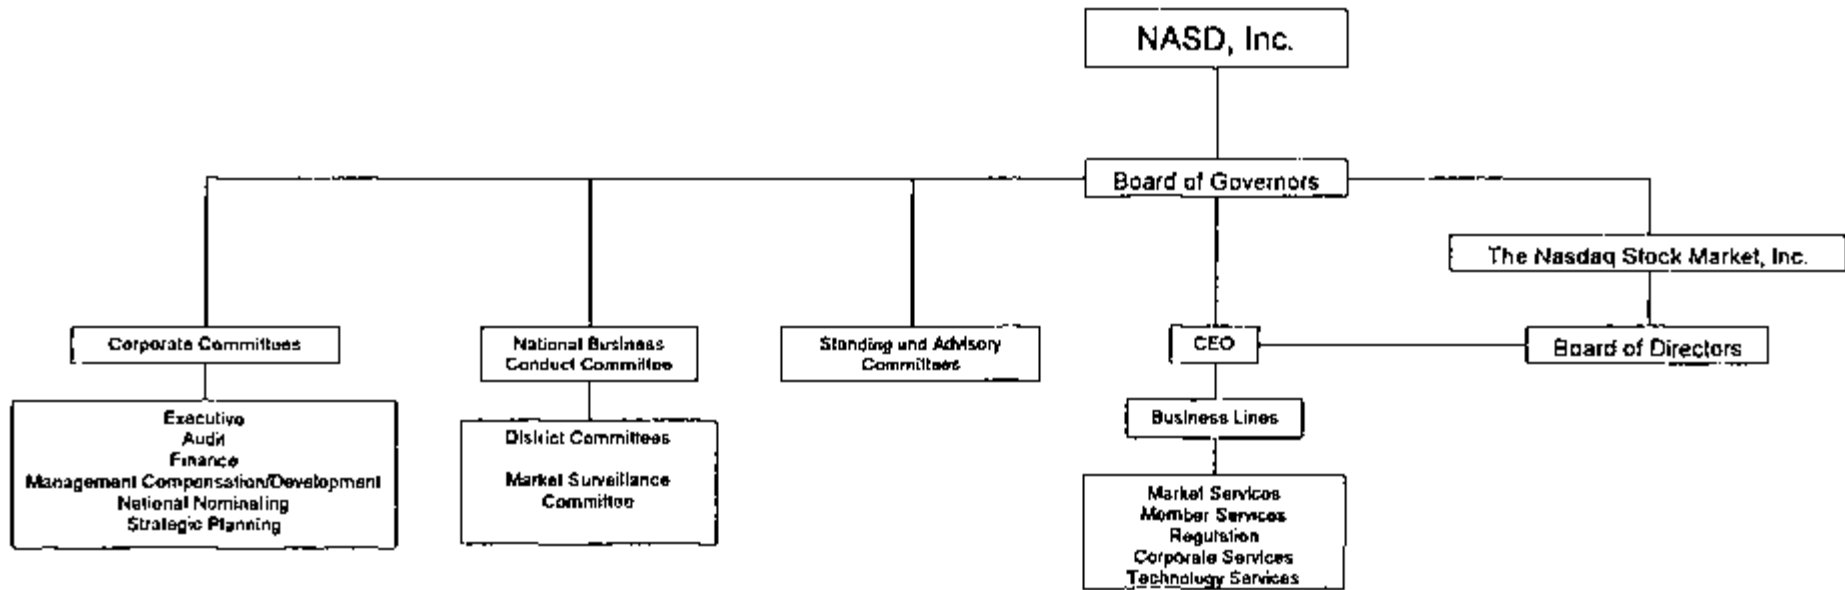 NASD, Inc.
Board of Governors
The Nasdaq Stock Market, Inc.
Corporate Committees
National Business
Conduct Committee
Standing and Advisory
Committees
CEO
Board of Directors
Executive
Audit
Finance
Management Compensation/Development
National Nominating
Strategic Planning
District Committees
Market Surveillance
Committee
Business Lines
Market Services
Member Services
Regulation
Corporate Services
Technology Services